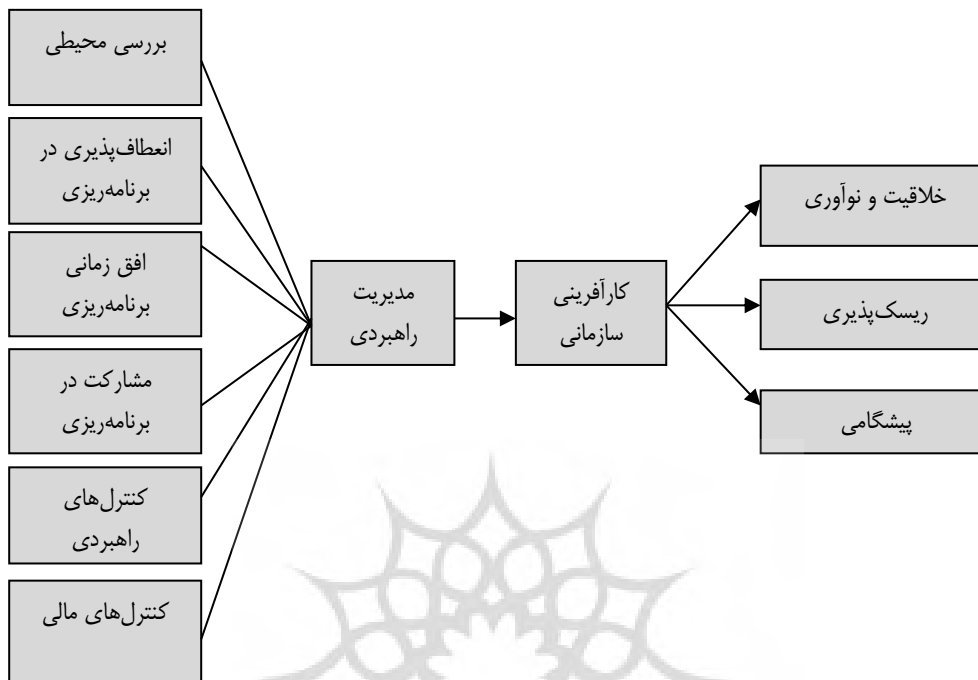 بررسی محیطی
انعطاف‌پذیری در
برنامه‌ریزی
افق زمانی
برنامه‌ریزی
مشارکت در
برنامه‌ریزی
کنترل‌های
راهبردی
کنترل‌های مالی
مدیریت
راهبردی
کارآفرینی
سازمانی
خلاقیت و نوآوری
ریسک‌پذیری
پیشگامی